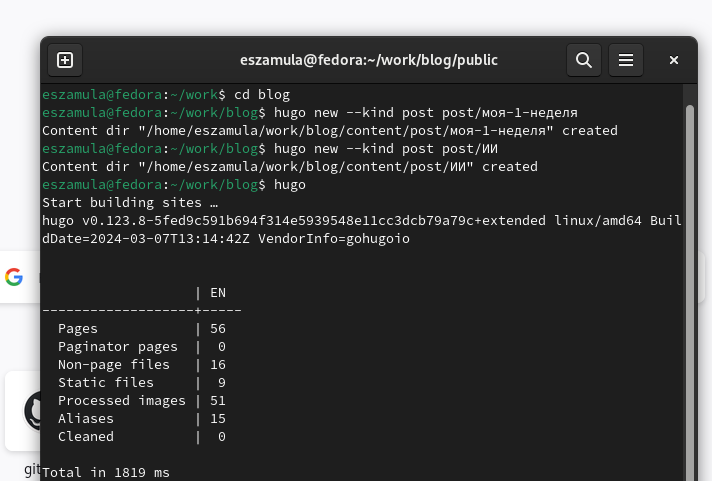 eszamula@fedora:~/work/blog/public
eszamula@fedora:~/work$ cd blog
eszamula@fedora:~/work/blog$ hugo new --kind post post/моя-1-неделя
Content dir "/home/eszamula/work/blog/content/post/моя-1-неделя" created
eszamula@fedora:~/work/blog$ hugo new --kind post post/ИИ
Content dir "/home/eszamula/work/blog/content/post/ИИ" created
eszamula@fedora:~/work/blog$ hugo
Start building sites …
hugo v0.123.8-5fed9c591b694f314e5939548e11cc3dcb79a79c+extended linux/amd64 Buil
dDate=2024-03-07T13:14:42Z VendorInfo=gohugoio
| EN
-------------------+-----
Pages | 56
Paginator pages | 0
Non-page files | 16
Static files | 9
Processed images | 51
Aliases | 15
Cleaned | 0
Total in 1819 ms
git